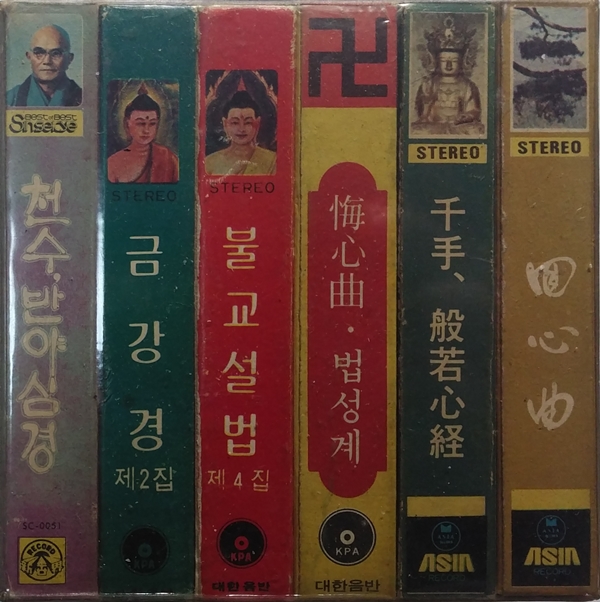 Best of Best
Sinsegye
천수,반야심경
SC-0051
RECORD
STEREO
금강경
제2집
KPA
STEREO
불교설법
제4집
KPA
대한음반
卍
悔心曲·법성계
KPA
대한음반
STEREO
千手、般若心経
ASIA
RECORD
STEREO
回心曲
ASIA
RECORD